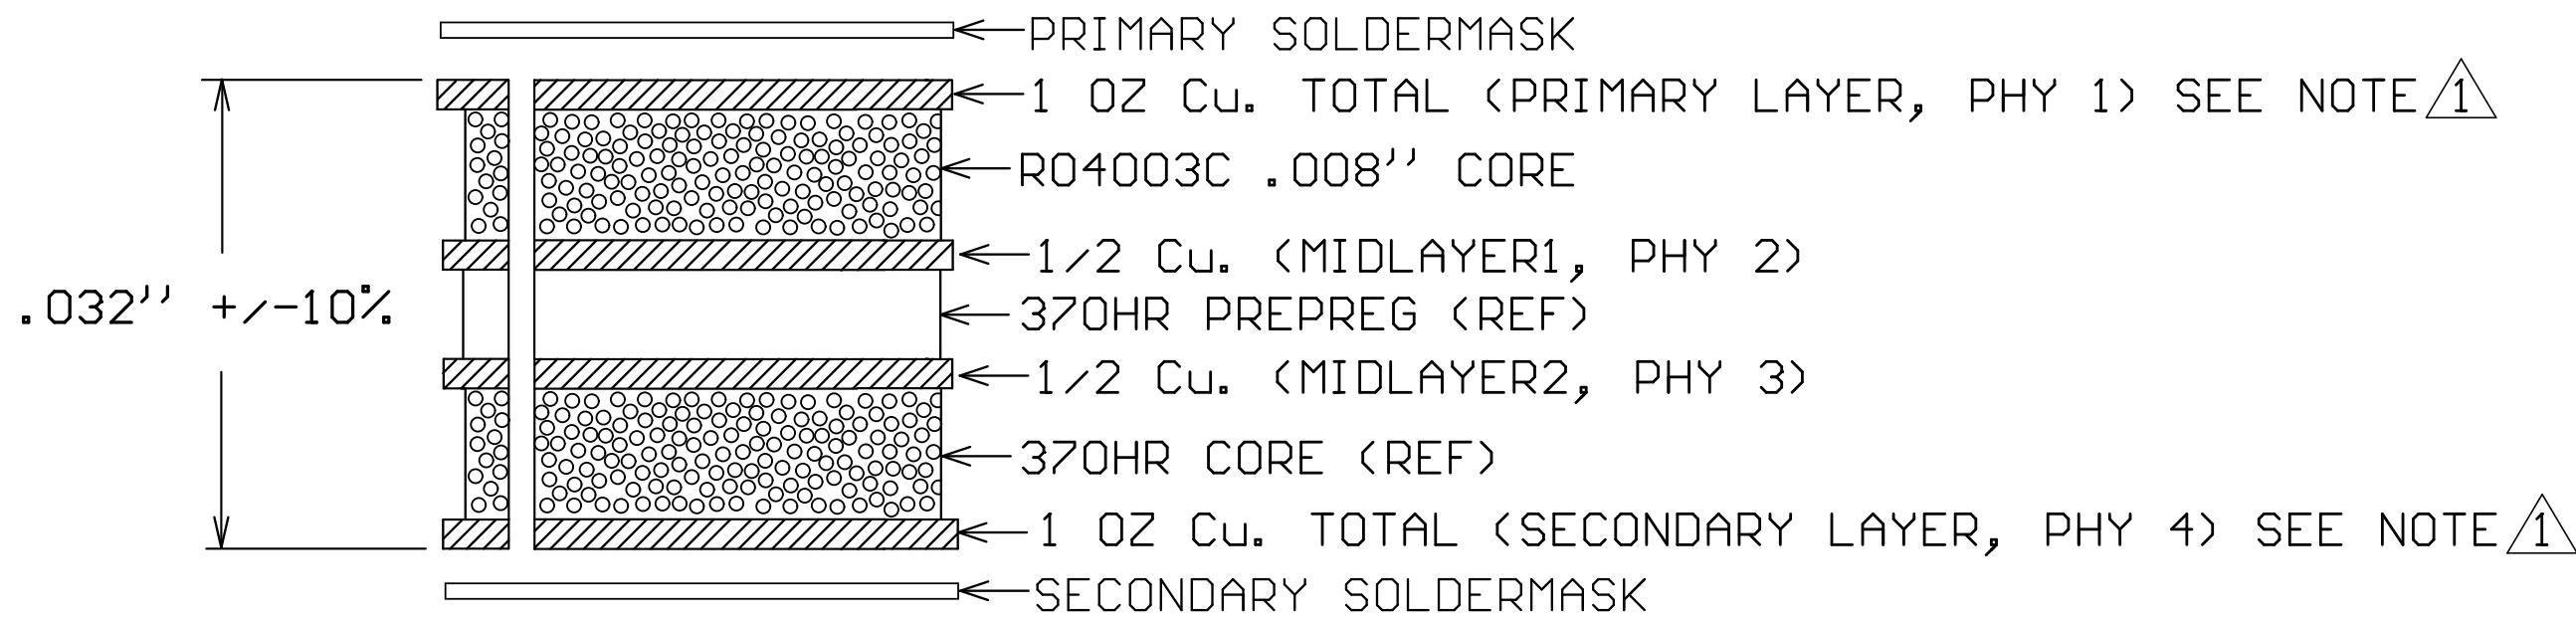 PRIMARY SOLDERMASK
1 OZ Cu. TOTAL (PRIMARY LAYER, PHY 1) SEE NOTE 1
RO4003C .008'' CORE
1/2 Cu. (MIDLAYER1, PHY 2)
.032'' +/-10%
370HR PREPREG (REF)
1/2 Cu. (MIDLAYER2, PHY 3)
370HR CORE (REF)
1 OZ Cu. TOTAL (SECONDARY LAYER, PHY 4) SEE NOTE 1
SECONDARY SOLDERMASK